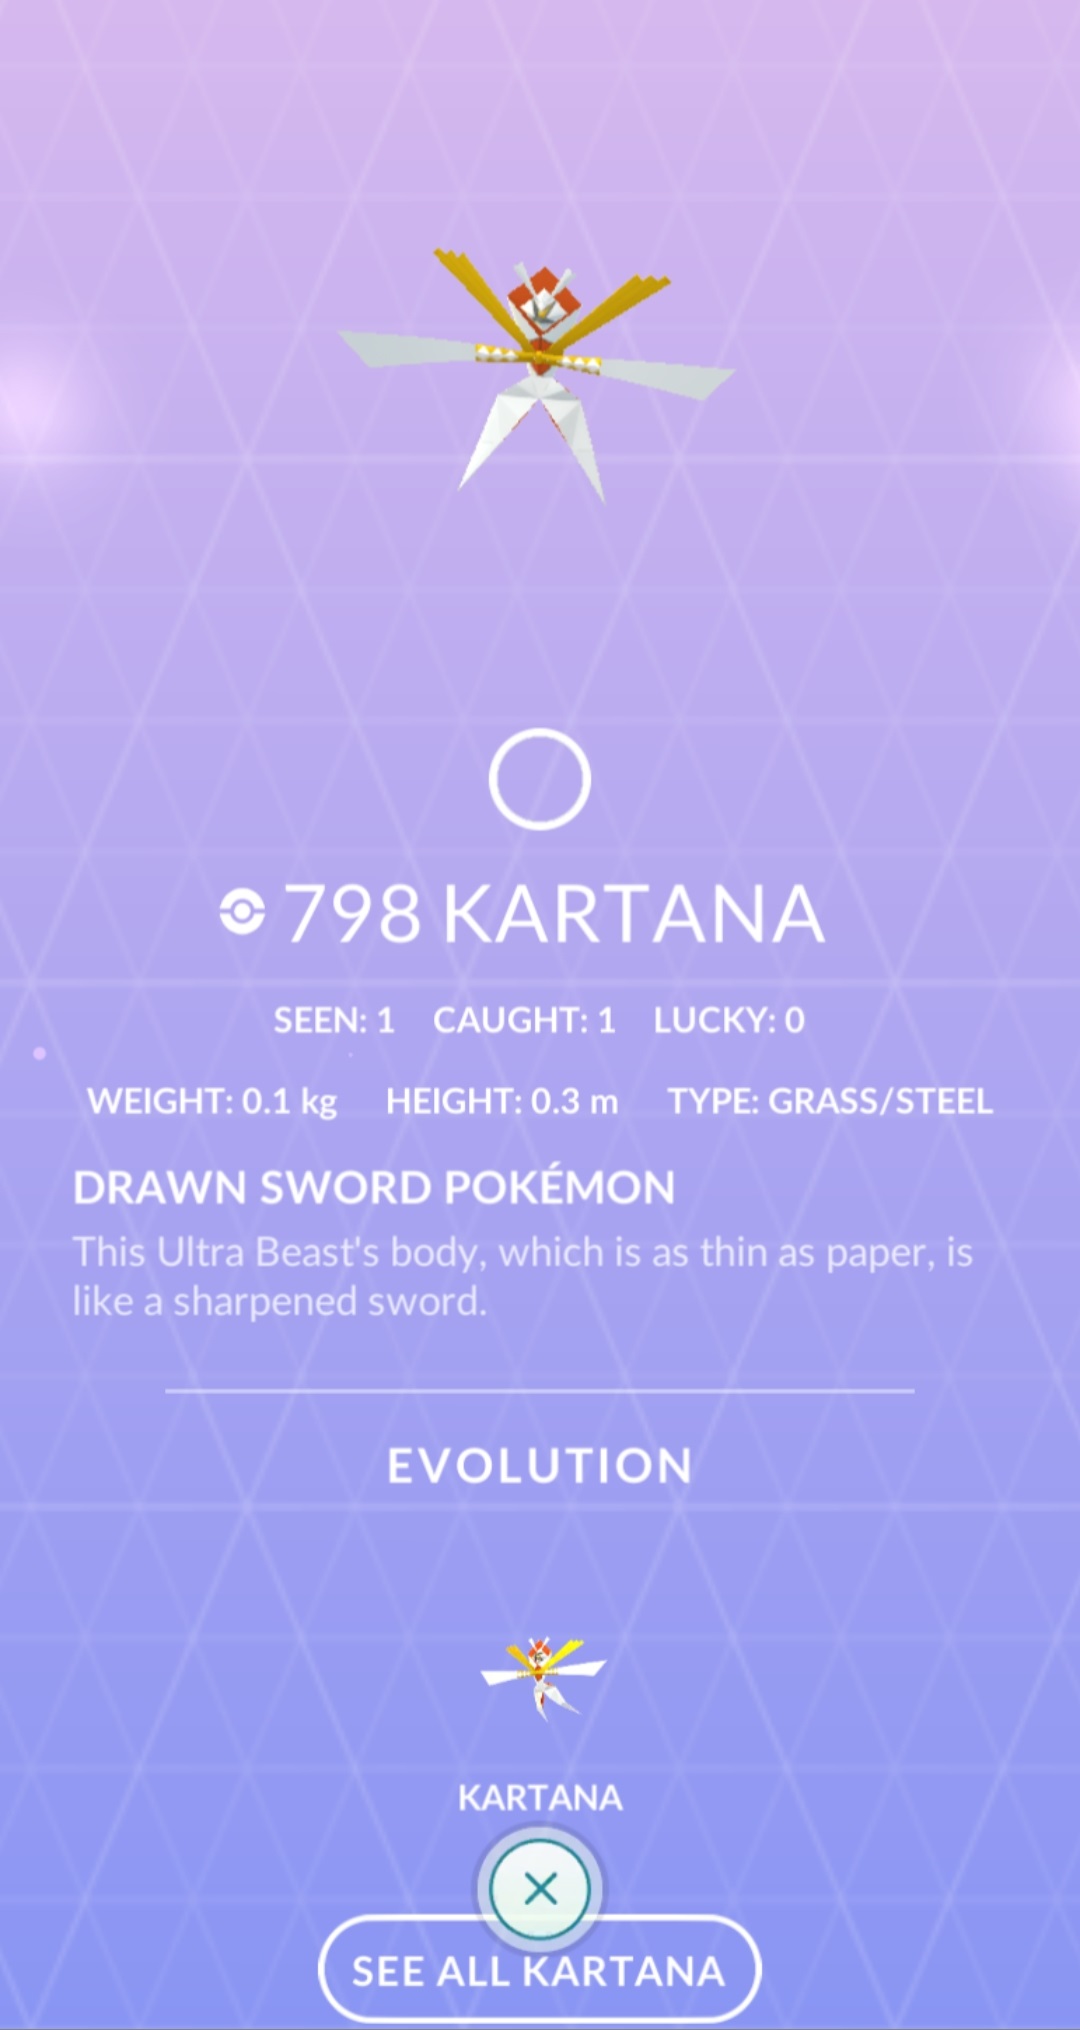 798 KARTANA
SEEN: 1 CAUGHT: 1 LUCKY: 0
WEIGHT: 0.1 kg HEIGHT: 0.3 m TYPE: GRASS/STEEL
DRAWN SWORD POKÉMON
This Ultra Beast's body, which is as thin as paper, is
like a sharpened sword.
EVOLUTION
KARTANA
SEE ALL KARTANA